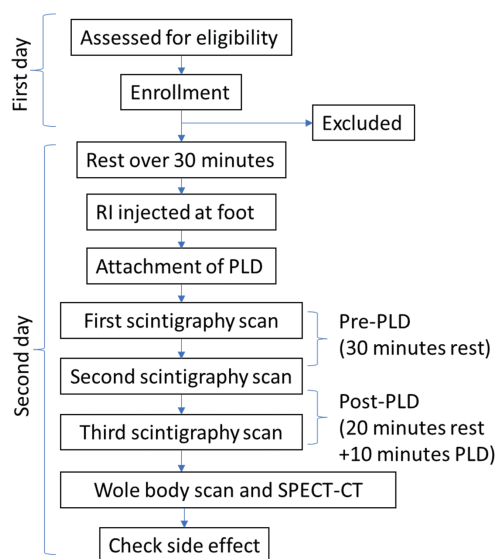 First day
Assessed for eligibility
Enrollment
Excluded
Second day
Rest over 30 minutes
RI injected at foot
Attachment of PLD
First scintigraphy scan
Pre-PLD
(30 minutes rest)
Second scintigraphy scan
Post-PLD
(20 minutes rest
+10 minutes PLD)
Third scintigraphy scan
Wole body scan and SPECT-CT
Check side effect